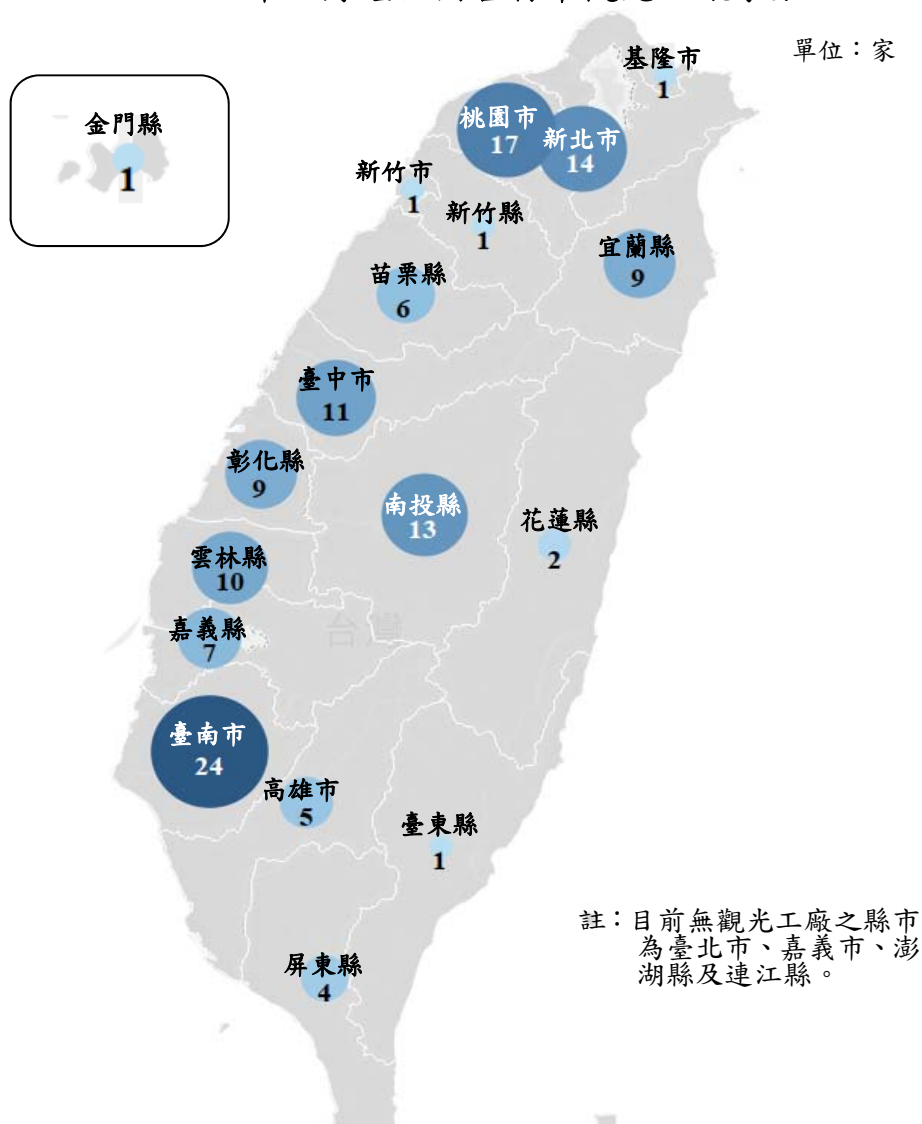 單位：家
基隆市
1
金門縣
1
桃園市
17
新北市
14
新竹市
1
新竹縣
1
宜蘭縣
9
苗栗縣
6
臺中市
11
彰化縣
9
南投縣
13
花蓮縣
2
雲林縣
10
嘉義縣
7
台灣
臺南市
24
高雄市
5
臺東縣
1
註：目前無觀光工廠之縣市
為臺北市、嘉義市、澎
湖縣及連江縣。
屏東縣
4